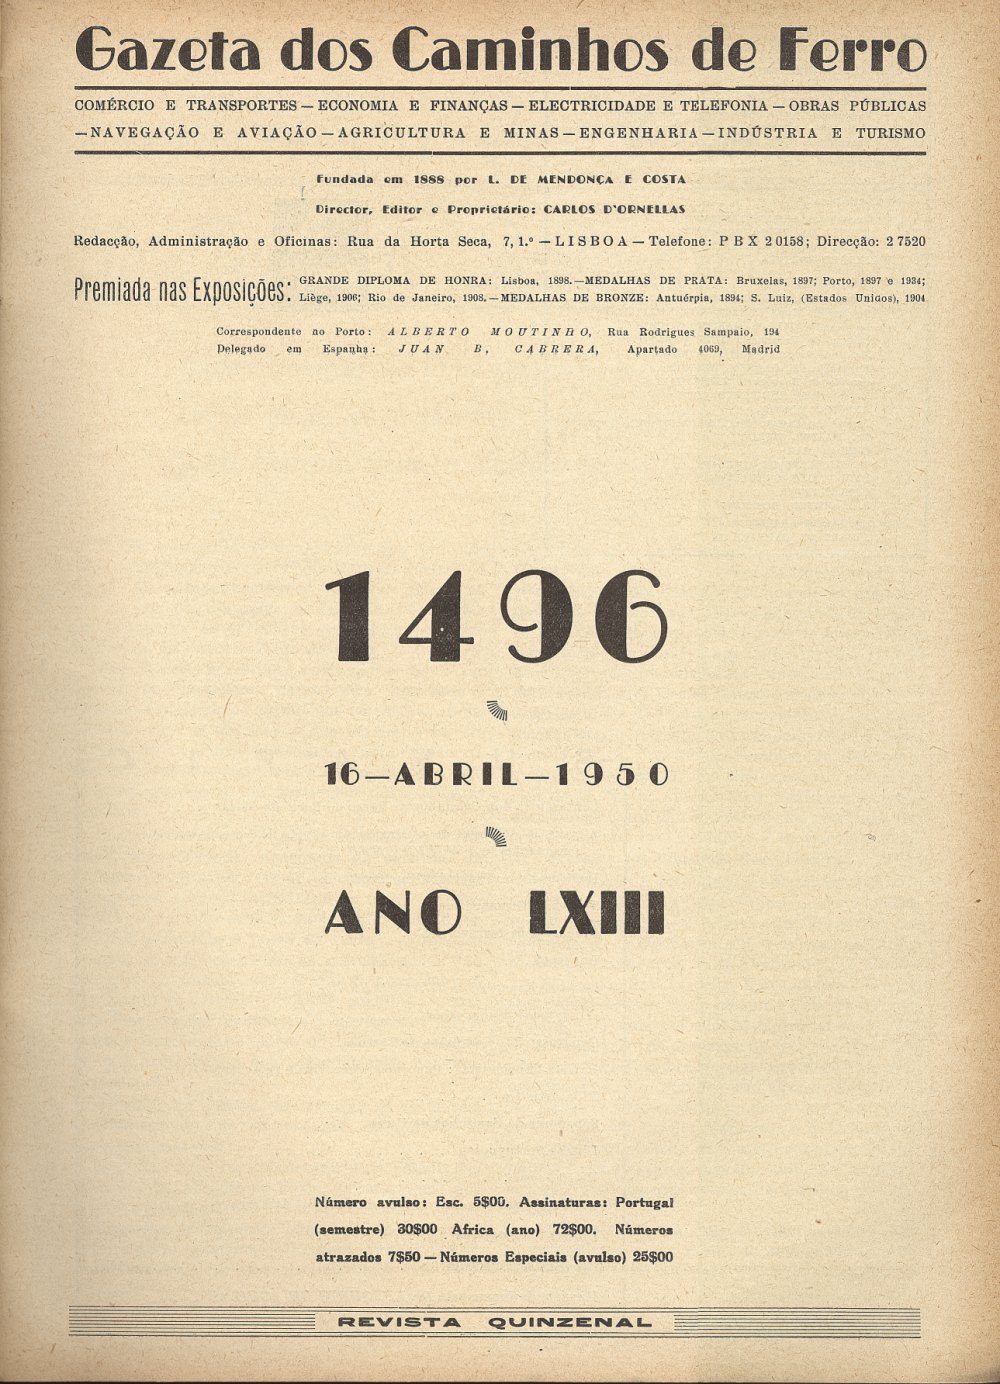 Gazeta dos Caminhos de Ferro
COMÉRCIO E TRANSPORTES — ECONOMIA E FINANÇAS — ELECTRICIDADE E TELEFONIA — OBRAS PÚBLICAS
— NAVEGAÇÃO E AVIAÇÃO — AGRICULTURA E MINAS — ENGENHARIA — INDÚSTRIA E TURISMO
Fundada em 1888 por L. DE MENDONÇA E COSTA
Director, Editor e Proprietário: CARLOS D'ORNELLAS
Redacção, Administração e Oficinas: Rua da Horta Seca, 7, 1.º — LISBOA — Telefone: PBX 20158; Direcção: 27520
Premiada nas Exposições: GRANDE DIPLOMA DE HONRA: Lisboa, 1898. — MEDALHAS DE PRATA: Bruxelas, 1897; Porto, 1897 e 1934;
Liège, 1906; Rio de Janeiro, 1908. — MEDALHAS DE BRONZE: Antuérpia, 1894; S. Luiz, (Estados Unidos), 1904
Correspondente no Porto: ALBERTO MOUTINHO, Rua Rodrigues Sampaio, 194
Delegado em Espanha: JUAN B. CABRERA, Apartado 4069, Madrid
1496
16 — ABRIL — 1950
ANO LXIII
Número avulso: Esc. 5$00. Assinaturas: Portugal
(semestre) 30$00 Africa (ano) 72$00. Números
atrazados 7$50 — Números Especiais (avulso) 25$00
REVISTA QUINZENAL